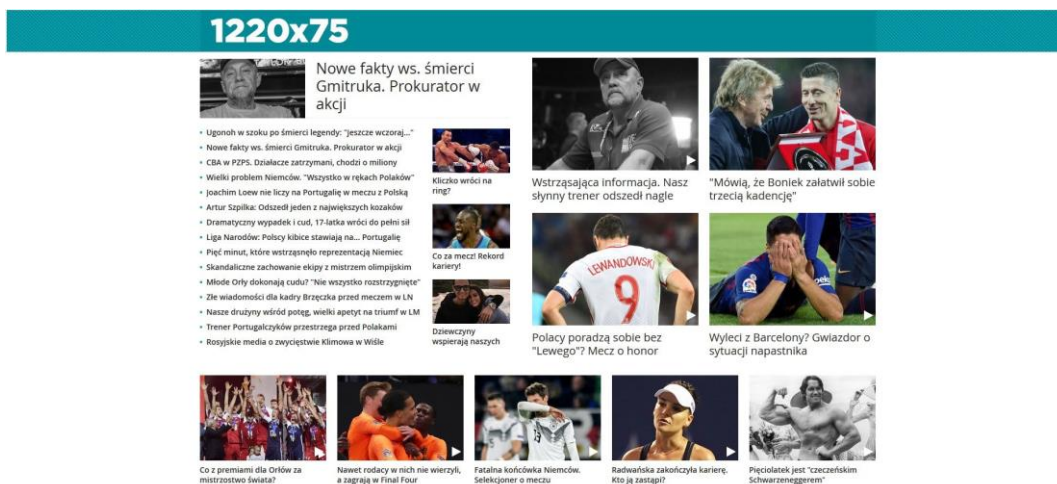 1220x75
Nowe fakty ws. śmierci
Gmitruka. Prokurator w
akcji
Ugonoh w szoku po śmierci legendy: "Jeszcze wczoraj..."
Nowe fakty ws. śmierci Gmitruka. Prokurator w akcji
CBA w PZPS. Działacze zatrzymani, chodzi o miliony
Wielki problem Niemców. "Wszystko w rękach Polaków"
Joachim Loew nie liczy na Portugalię w meczu z Polską
Artur Szpilka: Odszedł jeden z największych kozaków
Dramatyczny wypadek i cud, 17-latka wróci do pełni sił
Liga Narodów: Polscy kibice stawiają na... Portugalię
Pięć minut, które wstrząsnęło reprezentacją Niemiec
Skandaliczne zachowanie ekipy z mistrzem olimpijskim
Młode Orły dokonają cudu? "Nie wszystko rozstrzygnięte"
Złe wiadomości dla kadry Brzęczka przed meczem w LN
Nasze drużyny wśród potęg, wielki apetyt na triumf w LM
Trener Portugalczyków przestrzega przed Polakami
Rosyjskie media o zwycięstwie Klimowa w Wiśle
Kliczko wróci na
ring?
Co za mecz! Rekord
kariery!
Dziewczyny
wspierają naszych
Wstrząsająca informacja. Nasz
słynny trener odszedł nagle
"Mówią, że Boniek załatwił sobie
trzecią kadencję"
LEWANDOWSKI
9
Polacy poradzą sobie bez
"Lewego"? Mecz o honor
Wyleci z Barcelony? Gwiazdor o
sytuacji napastnika
Co z premiami dla Orłów za
mistrzostwo świata?
Nawet rodacy w nich nie wierzyli,
a zagrają w Final Four
Fatalna końcówka Niemców.
Selekcjoner o meczu
Radwańska zakończyła karierę.
Kto ją zastąpi?
Pięciolatek jest "czeczeńskim
Schwarzeneggerem"